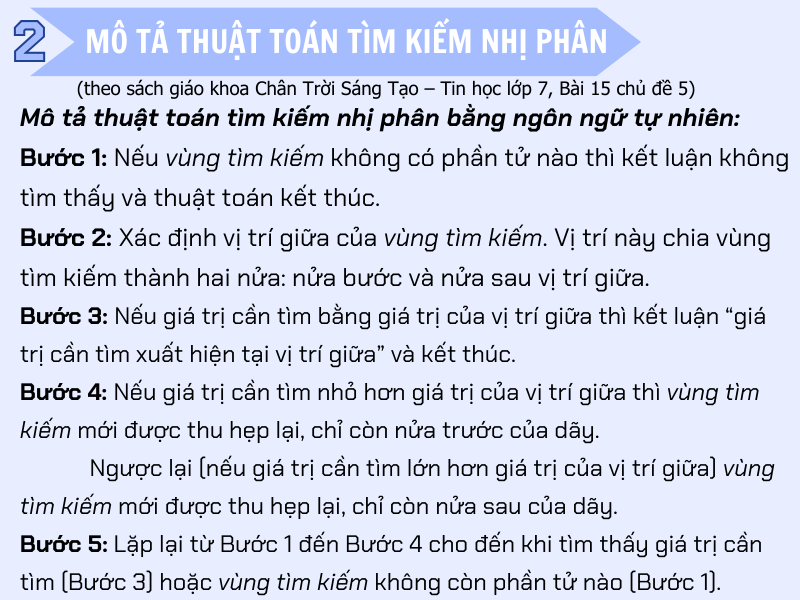 2 MÔ TẢ THUẬT TOÁN TÌM KIẾM NHỊ PHÂN
(theo sách giáo khoa Chân Trời Sáng Tạo – Tin học lớp 7, Bài 15 chủ đề 5)
Mô tả thuật toán tìm kiếm nhị phân bằng ngôn ngữ tự nhiên:
Bước 1: Nếu vùng tìm kiếm không có phần tử nào thì kết luận không
tìm thấy và thuật toán kết thúc.
Bước 2: Xác định vị trí giữa của vùng tìm kiếm. Vị trí này chia vùng
tìm kiếm thành hai nửa: nửa bước và nửa sau vị trí giữa.
Bước 3: Nếu giá trị cần tìm bằng giá trị của vị trí giữa thì kết luận “giá
trị cần tìm xuất hiện tại vị trí giữa” và kết thúc.
Bước 4: Nếu giá trị cần tìm nhỏ hơn giá trị của vị trí giữa thì vùng tìm
kiếm mới được thu hẹp lại, chỉ còn nửa trước của dãy.
Ngược lại (nếu giá trị cần tìm lớn hơn giá trị của vị trí giữa) vùng
tìm kiếm mới được thu hẹp lại, chỉ còn nửa sau của dãy.
Bước 5: Lặp lại từ Bước 1 đến Bước 4 cho đến khi tìm thấy giá trị cần
tìm (Bước 3) hoặc vùng tìm kiếm không còn phần tử nào (Bước 1).